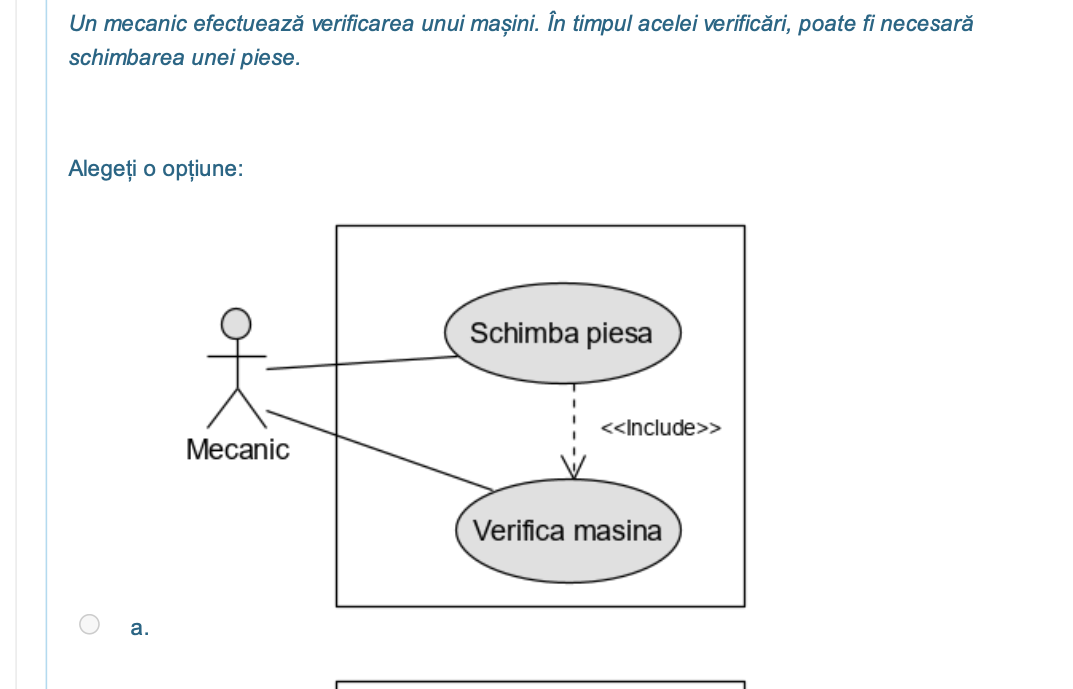 Un mecanic efectuează verificarea unui mașini. În timpul acelei verificări, poate fi necesară
schimbarea unei piese.
Alegeți o opțiune:
Schimba piesa
<<Include>>
Mecanic
Verifica masina
a.